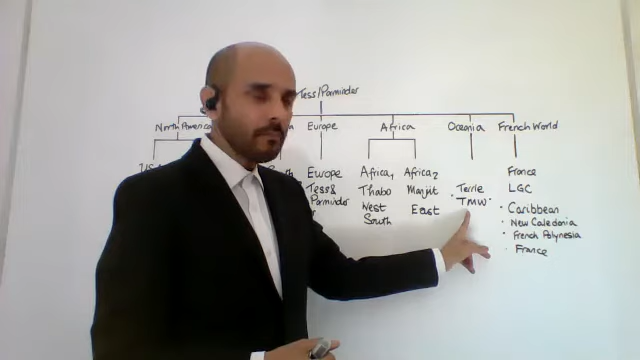 Tess/Parminder
North America
Europe
Africa
Oceania
French World
Europe
Tess &
Parminder
Africa1
Thabo
West
South
Africa2
Manjit
East
Terrie
TMW
France
LGC
• Caribbean
• New Caledonia
• French Polynesia
• France